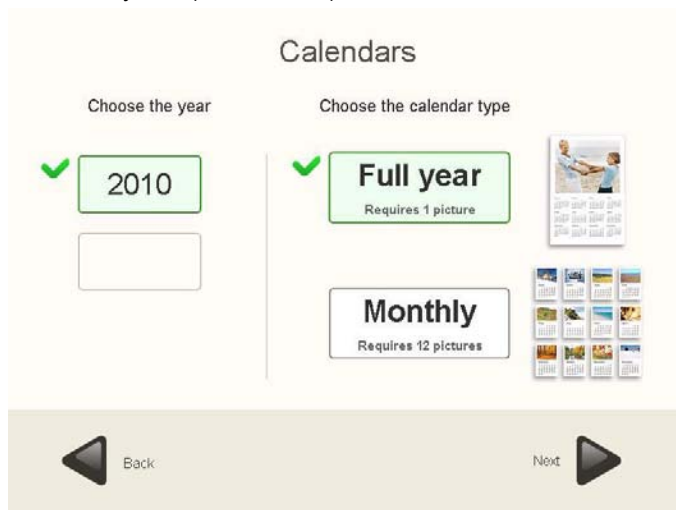 Calendars
Choose the year
Choose the calendar type
2010
Full year
Requires 1 picture
Monthly
Requires 12 pictures
Back
Next